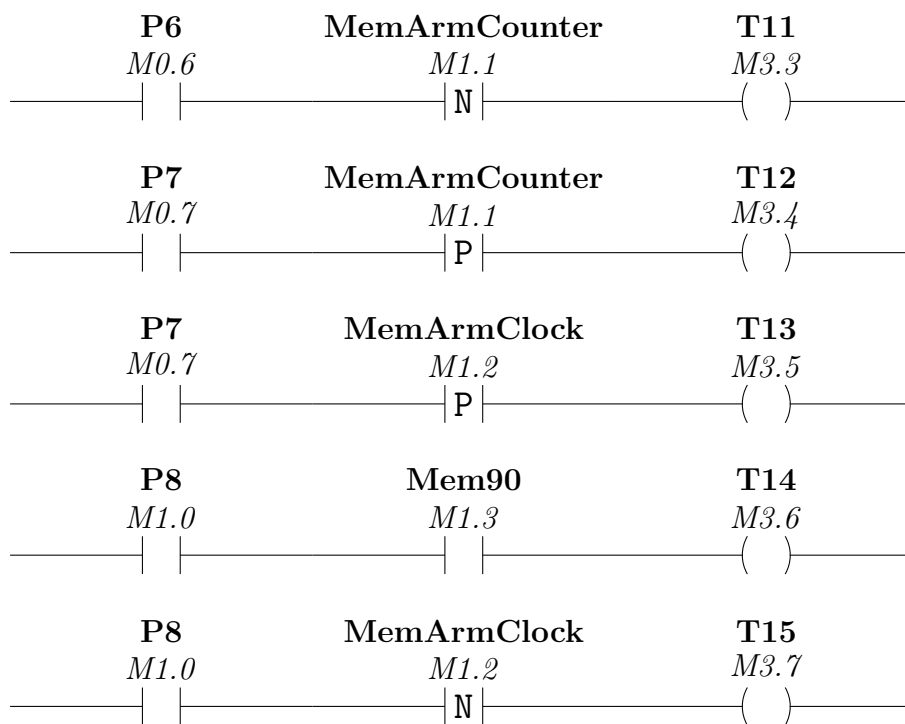 P6 MemArmCounter T11
M0.6 M1.1 M3.3
N
P7 MemArmCounter T12
M0.7 M1.1 M3.4
P
P7 MemArmClock T13
M0.7 M1.2 M3.5
P
P8 Mem90 T14
M1.0 M1.3 M3.6
P8 MemArmClock T15
M1.0 M1.2 M3.7
N